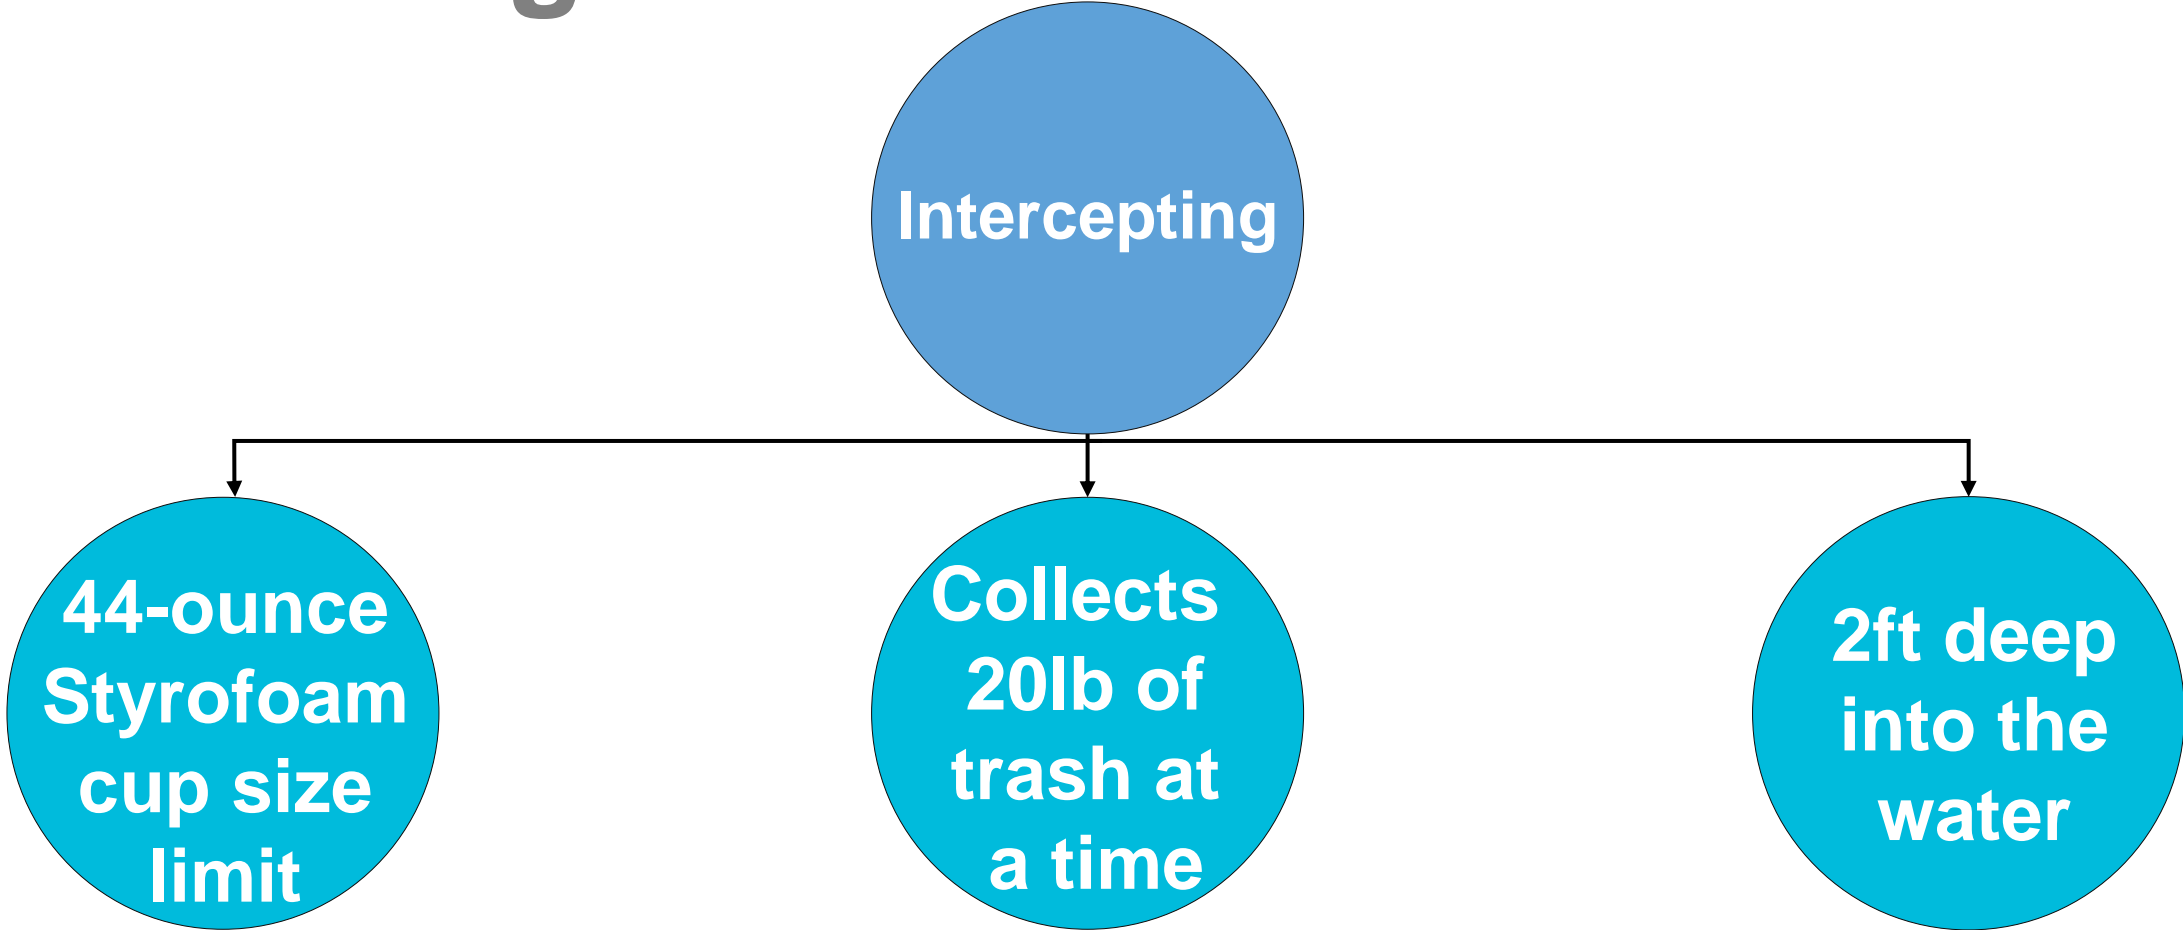 Intercepting
44-ounce
Styrofoam
cup size
limit
Collects
20lb of
trash at
a time
2ft deep
into the
water